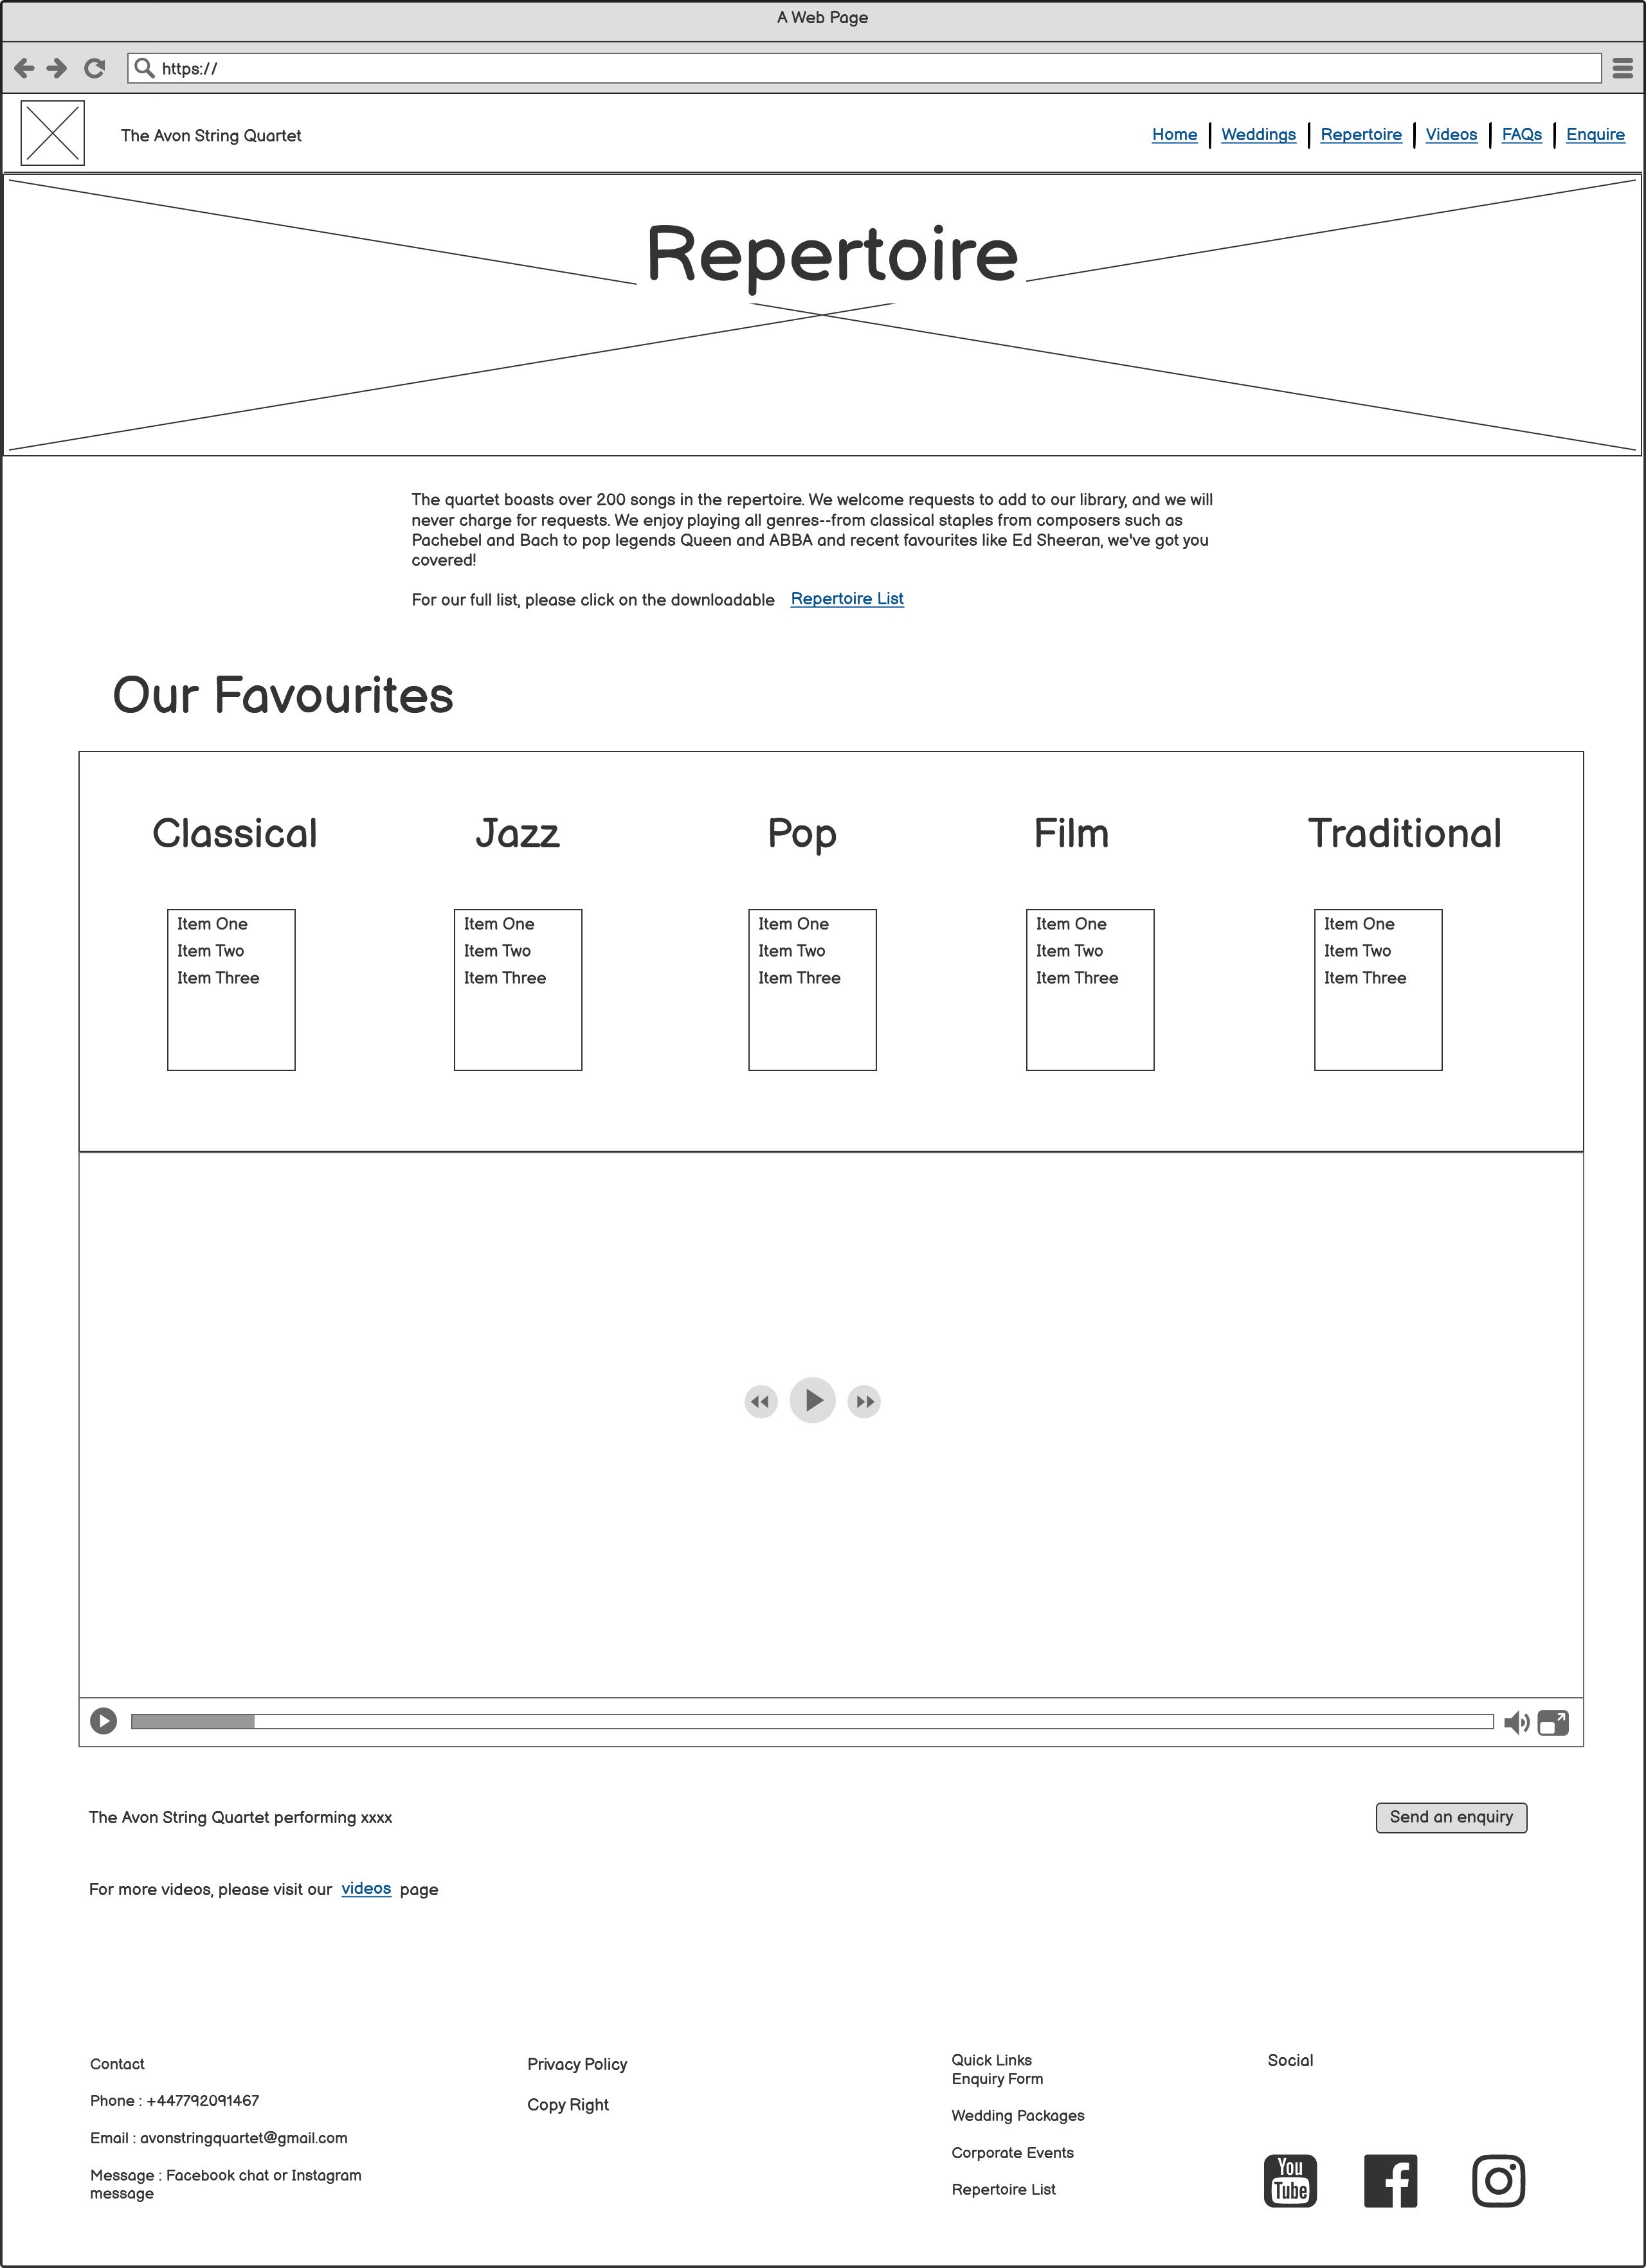 A Web Page
https://
The Avon String Quartet
Home
Weddings
Repertoire
Videos
FAQs
Enquire
Repertoire
The quartet boasts over 200 songs in the repertoire. We welcome requests to add to our library, and we will
never charge for requests. We enjoy playing all genres--from classical staples from composers such as
Pachebel and Bach to pop legends Queen and ABBA and recent favourites like Ed Sheeran, we've got you
covered!
For our full list, please click on the downloadable Repertoire List
Our Favourites
Classical
Jazz
Pop
Film
Traditional
Item One
Item Two
Item Three
Item One
Item Two
Item Three
Item One
Item Two
Item Three
Item One
Item Two
Item Three
Item One
Item Two
Item Three
The Avon String Quartet performing xxxx
Send an enquiry
For more videos, please visit our videos page
Contact
Phone : +447792091467
Email : avonstringquartet@gmail.com
Message : Facebook chat or Instagram
message
Privacy Policy
Copy Right
Quick Links
Enquiry Form
Wedding Packages
Corporate Events
Repertoire List
Social
You
Tube